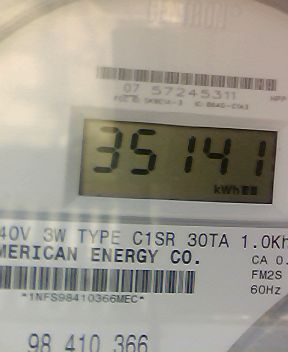 CENTRON
07 57245311
35141
kWh
40V 3W TYPE C1SR 30TA 1.0Kh
MERICAN ENERGY CO.
CA 0.
FM2S
*1NFS98410366MEC*
60Hz
98 410 366